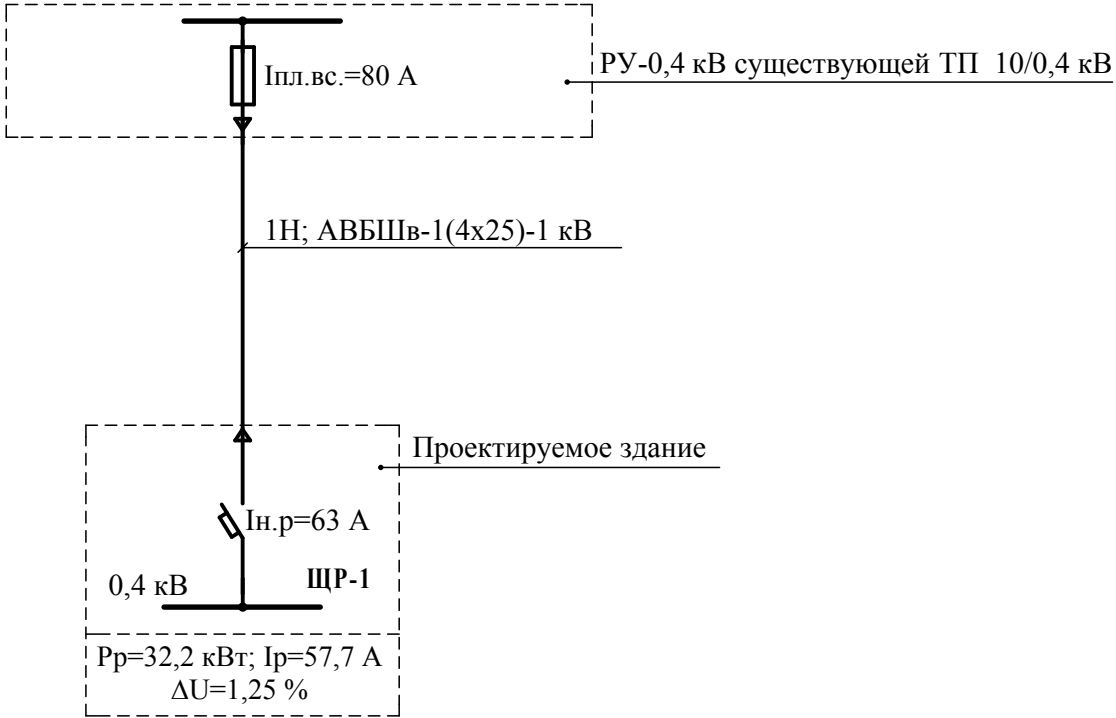 Iпл.вс.=80 А
РУ-0,4 кВ существующей ТП 10/0,4 кВ
1Н; АВБШв-1(4х25)-1 кВ
Проектируемое здание
Iн.р=63 А
0,4 кВ
ЩР-1
Рр=32,2 кВт; Iр=57,7 А
ΔU=1,25 %